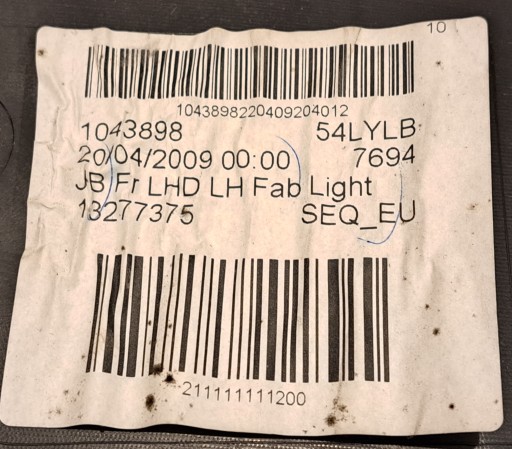 10
1043898220409204012
1043898 54LYLB
20/04/2009 00:00 7694
JB Fr LHD LH Fab Light
13277375 SEQ_EU
211111111200